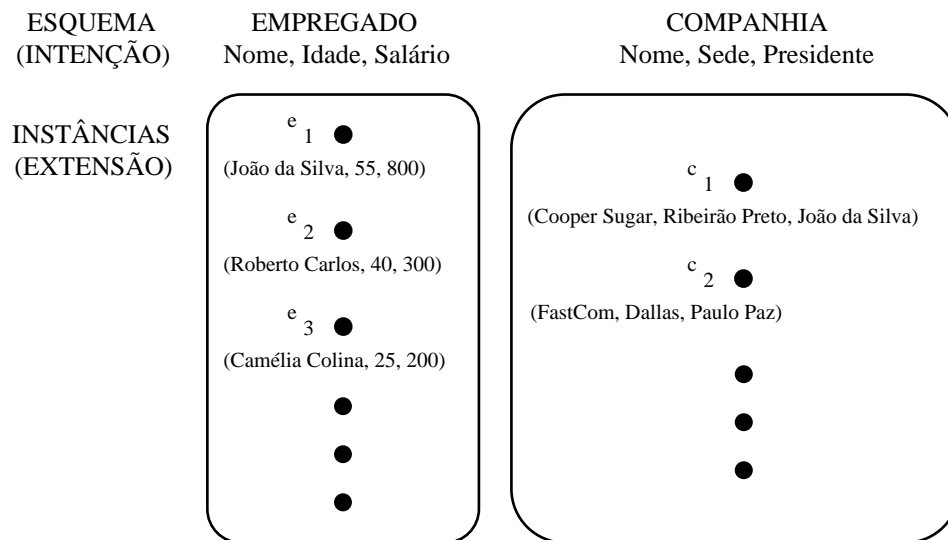 ESQUEMA
(INTENÇÃO)
EMPREGADO
Nome, Idade, Salário
COMPANHIA
Nome, Sede, Presidente
INSTÂNCIAS
(EXTENSÃO)
e 1
(João da Silva, 55, 800)
e 2
(Roberto Carlos, 40, 300)
e 3
(Camélia Colina, 25, 200)
c 1
(Cooper Sugar, Ribeirão Preto, João da Silva)
c 2
(FastCom, Dallas, Paulo Paz)